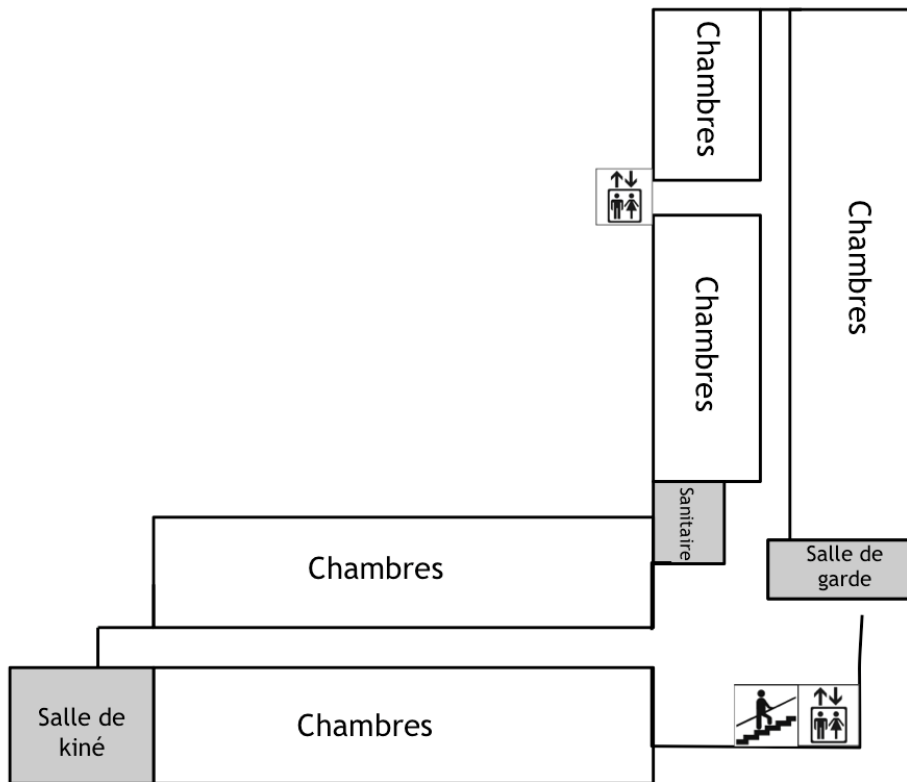 Chambres
Chambres
Chambres
Sanitaire
Salle de
garde
Chambres
Salle de
kiné
Chambres